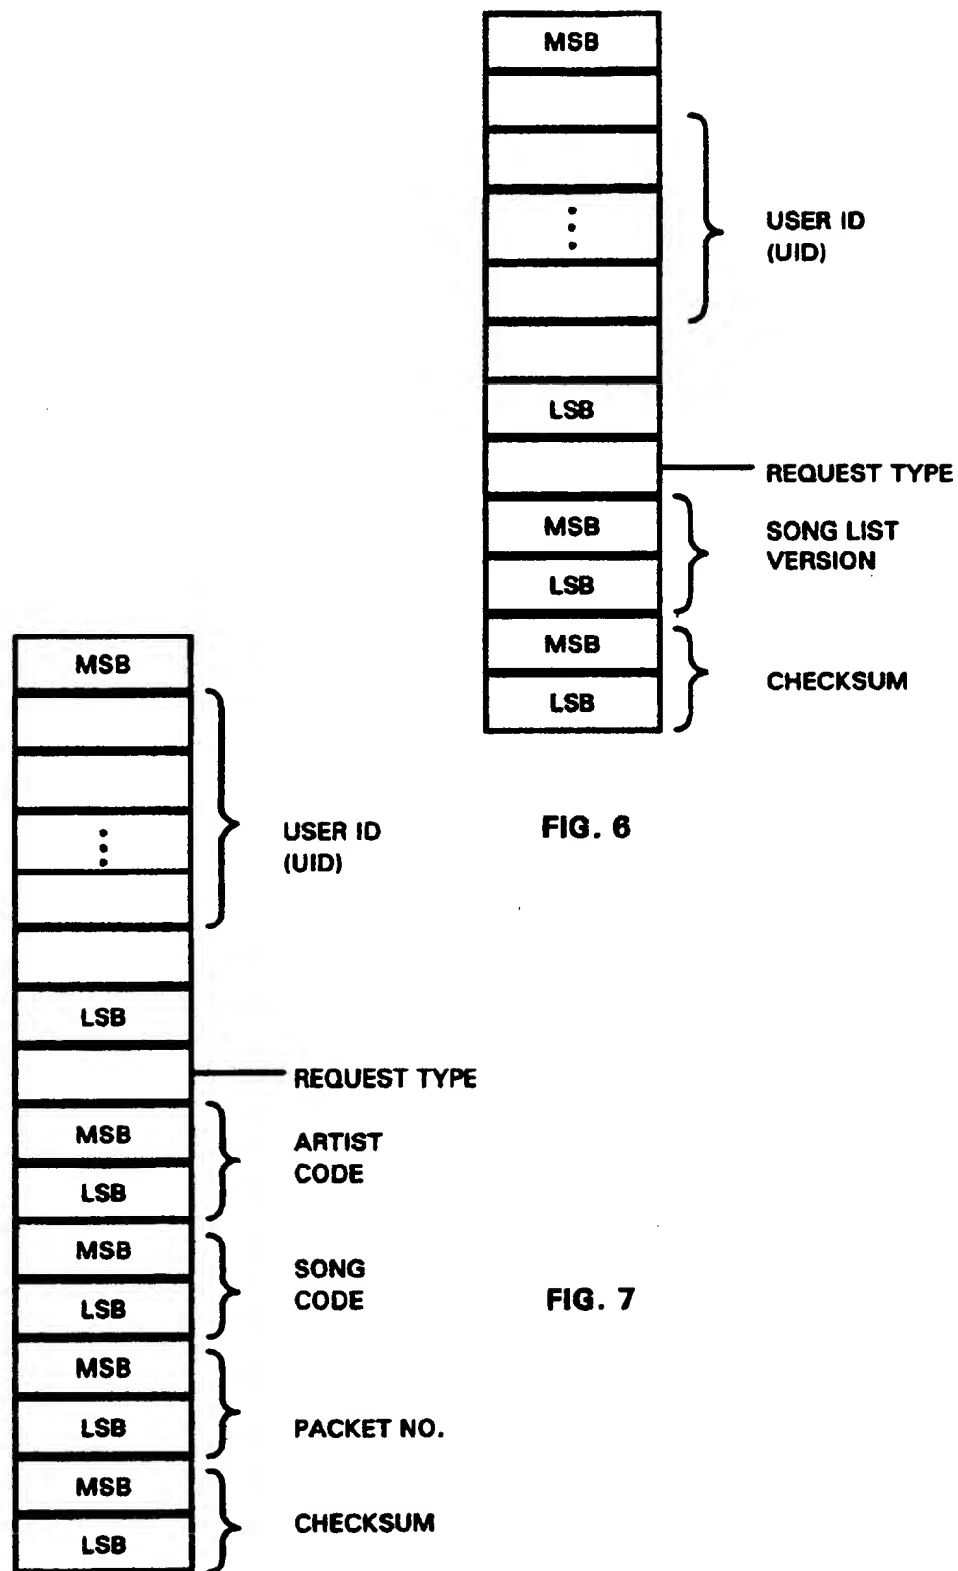 MSB
USER ID
(UID)
LSB
REQUEST TYPE
MSB
SONG LIST
VERSION
LSB
MSB
CHECKSUM
LSB
FIG. 6
MSB
USER ID
(UID)
LSB
REQUEST TYPE
MSB
ARTIST
CODE
LSB
MSB
SONG
CODE
LSB
FIG. 7
MSB
LSB
PACKET NO.
MSB
CHECKSUM
LSB